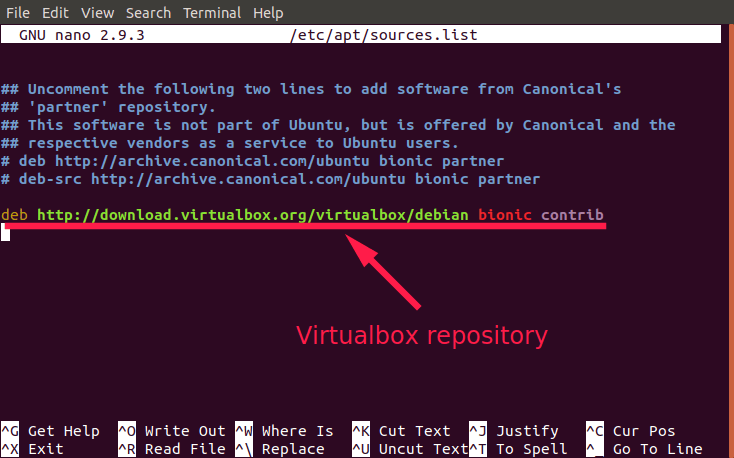 File Edit View Search Terminal Help
GNU nano 2.9.3 /etc/apt/sources.list
## Uncomment the following two lines to add software from Canonical's
## 'partner' repository.
## This software is not part of Ubuntu, but is offered by Canonical and the
## respective vendors as a service to Ubuntu users.
# deb http://archive.canonical.com/ubuntu bionic partner
# deb-src http://archive.canonical.com/ubuntu bionic partner
deb http://download.virtualbox.org/virtualbox/debian bionic contrib
Virtualbox repository
^G Get Help ^O Write Out ^W Where Is ^K Cut Text ^J Justify ^C Cur Pos
^X Exit ^R Read File ^\ Replace ^U Uncut Text ^T To Spell ^_ Go To Line